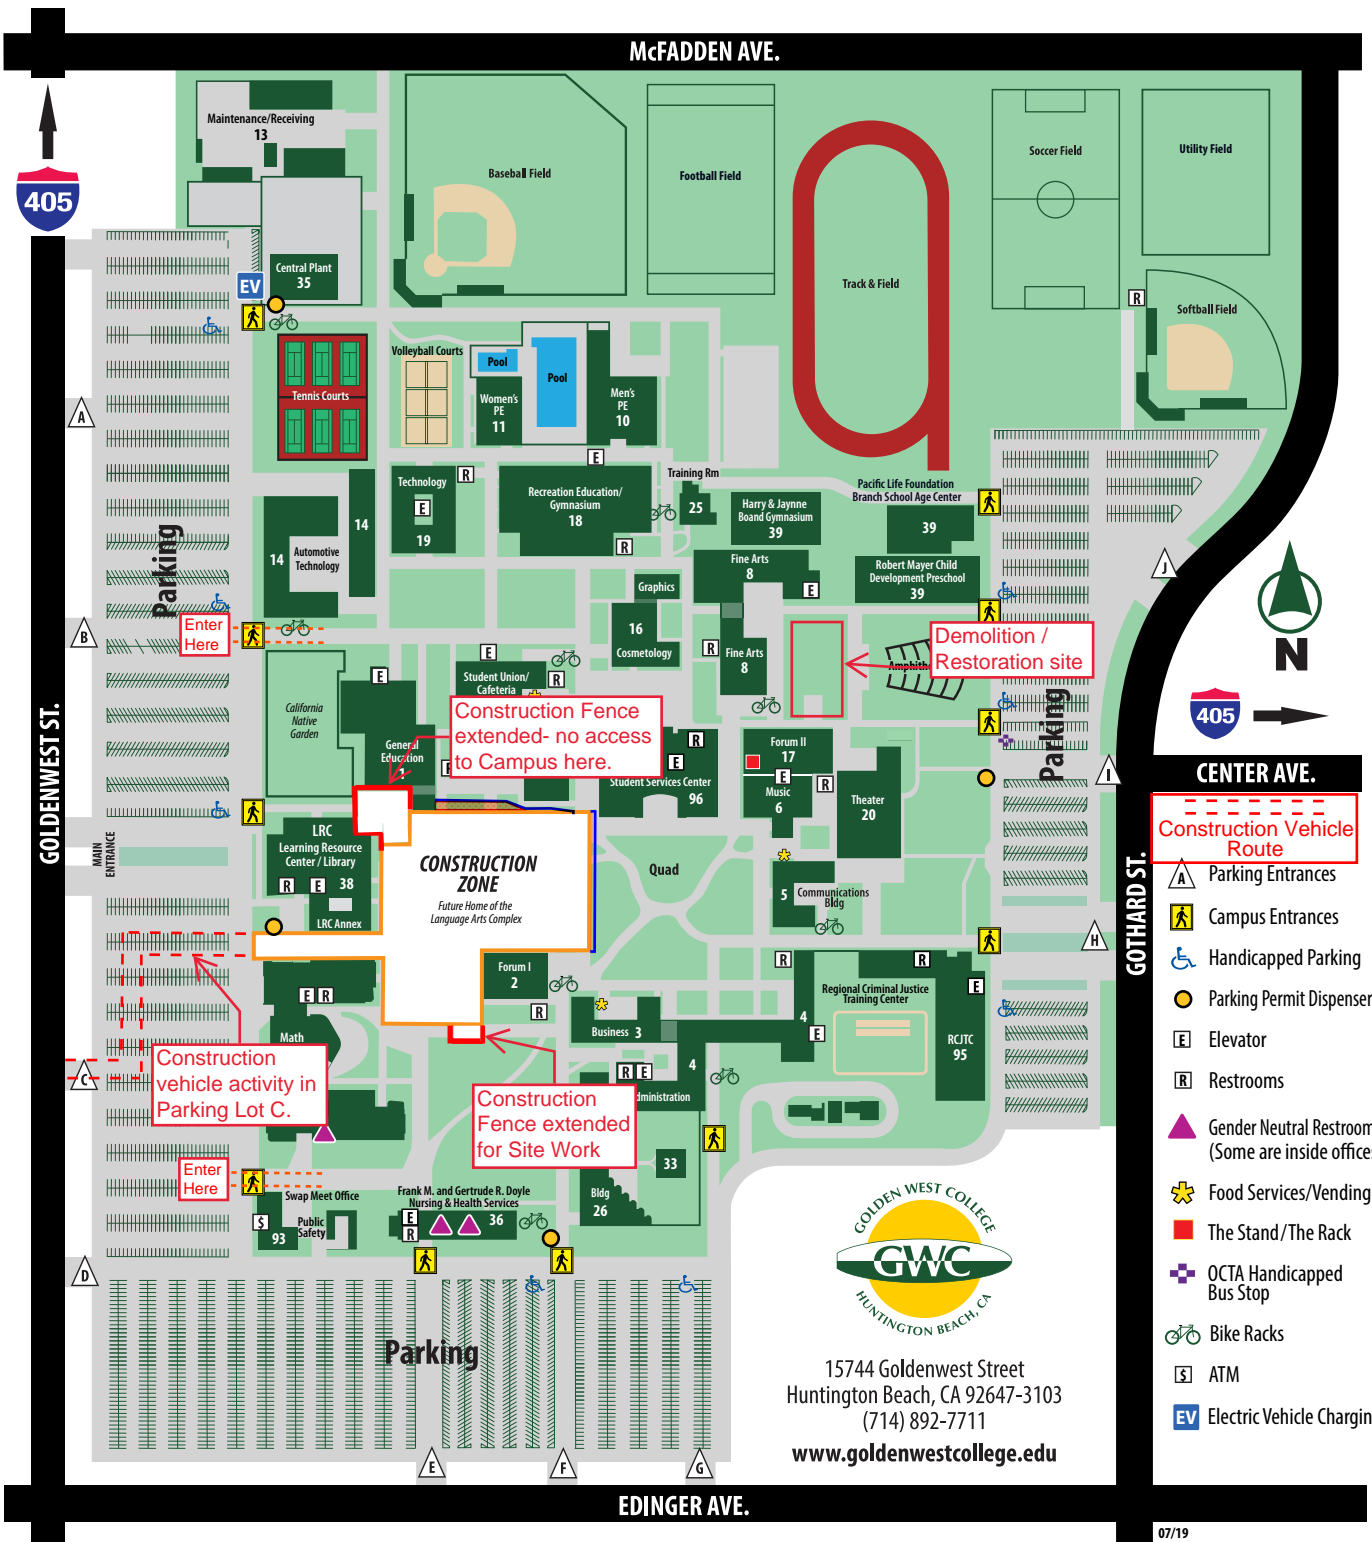 McFADDEN AVE.
405
Maintenance/Receiving
13
Baseball Field
Football Field
Soccer Field
Utility Field
Track & Field
R
Softball Field
Central Plant
35
EV
Tennis Courts
Volleyball Courts
Pool
Pool
Women's
PE
11
Men's
PE
10
A
E
Training Rm
25
Technology
E
19
R
Recreation Education/
Gymnasium
18
R
Harry & Jaynne
Boand Gymnasium
39
Pacific Life Foundation
Branch School Age Center
39
Robert Mayer Child
Development Preschool
39
14
14
Automotive
Technology
Parking
Fine Arts
8
E
Graphics
16
Cosmetology
R
Fine Arts
8
J
N
405
B
Enter
Here
Demolition /
Restoration site
Amphith
Parking
California
Native
Garden
E
E
Student Union/
Cafeteria
R
Construction Fence
extended- no access
to Campus here.
General
Education
1
R
E
Student Services Center
96
Forum II
17
E
Music
6
R
Theater
20
I
CENTER AVE.
GOLDENWEST ST.
GOTHARD ST.
MAIN
ENTRANCE
LRC
Learning Resource
Center / Library
R
E
38
LRC Annex
CONSTRUCTION
ZONE
Future Home of the
Language Arts Complex
Quad
5
Communications
Bldg
H
Forum I
2
R
E
R
Math
Business 3
4
R
E
R
Regional Criminal Justice
Training Center
E
RCJTC
95
C
Construction
vehicle activity in
Parking Lot C.
Construction
Fence extended
for Site Work
R
E
4
dministration
33
Enter
Here
Swap Meet Office
$
93
Public
Safety
Frank M. and Gertrude R. Doyle
Nursing & Health Services
E
R
36
Bldg
26
D
Parking
E
F
G
GOLDEN WEST COLLEGE
GWC
HUNTINGTON BEACH, CA
15744 Goldenwest Street
Huntington Beach, CA 92647-3103
(714) 892-7711
www.goldenwestcollege.edu
Construction Vehicle
Route
A Parking Entrances
Campus Entrances
Handicapped Parking
Parking Permit Dispenser
E Elevator
R Restrooms
Gender Neutral Restroom
(Some are inside office
Food Services/Vending
The Stand/The Rack
OCTA Handicapped
Bus Stop
Bike Racks
$ ATM
EV Electric Vehicle Chargin
EDINGER AVE.
07/19